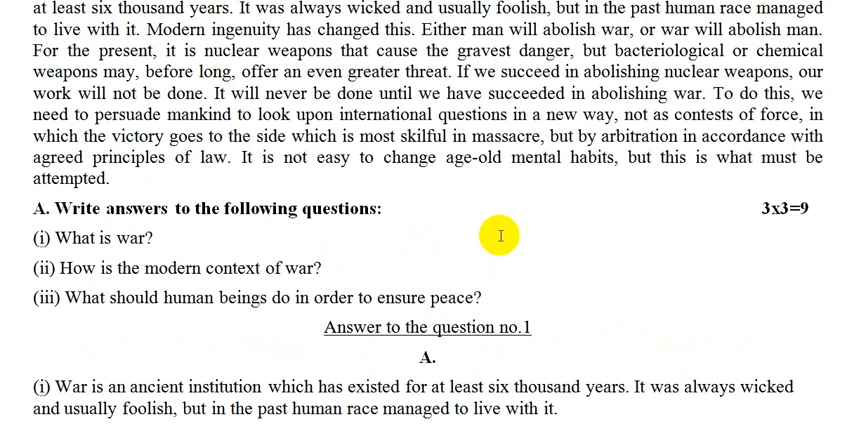 at least six thousand years. It was always wicked and usually foolish, but in the past human race managed
to live with it. Modern ingenuity has changed this. Either man will abolish war, or war will abolish man.
For the present, it is nuclear weapons that cause the gravest danger, but bacteriological or chemical
weapons may, before long, offer an even greater threat. If we succeed in abolishing nuclear weapons, our
work will not be done. It will never be done until we have succeeded in abolishing war. To do this, we
need to persuade mankind to look upon international questions in a new way, not as contests of force, in
which the victory goes to the side which is most skilful in massacre, but by arbitration in accordance with
agreed principles of law. It is not easy to change age-old mental habits, but this is what must be
attempted.
A. Write answers to the following questions: 3x3=9
(i) What is war?
(ii) How is the modern context of war?
(iii) What should human beings do in order to ensure peace?
Answer to the question no.1
A.
(i) War is an ancient institution which has existed for at least six thousand years. It was always wicked
and usually foolish, but in the past human race managed to live with it.